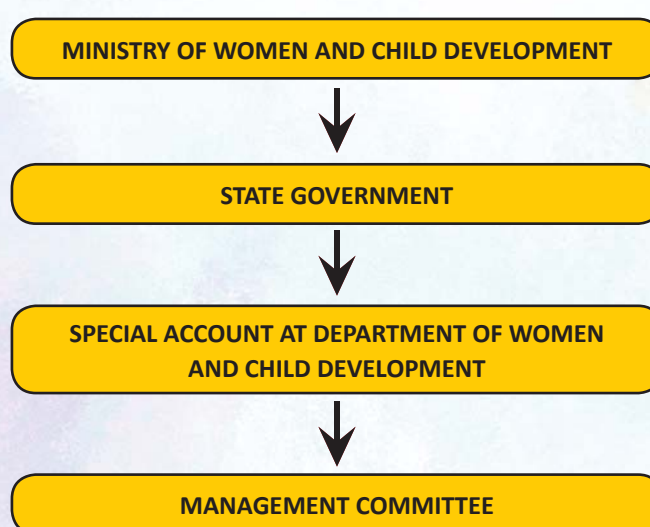 MINISTRY OF WOMEN AND CHILD DEVELOPMENT
STATE GOVERNMENT
SPECIAL ACCOUNT AT DEPARTMENT OF WOMEN
AND CHILD DEVELOPMENT
MANAGEMENT COMMITTEE